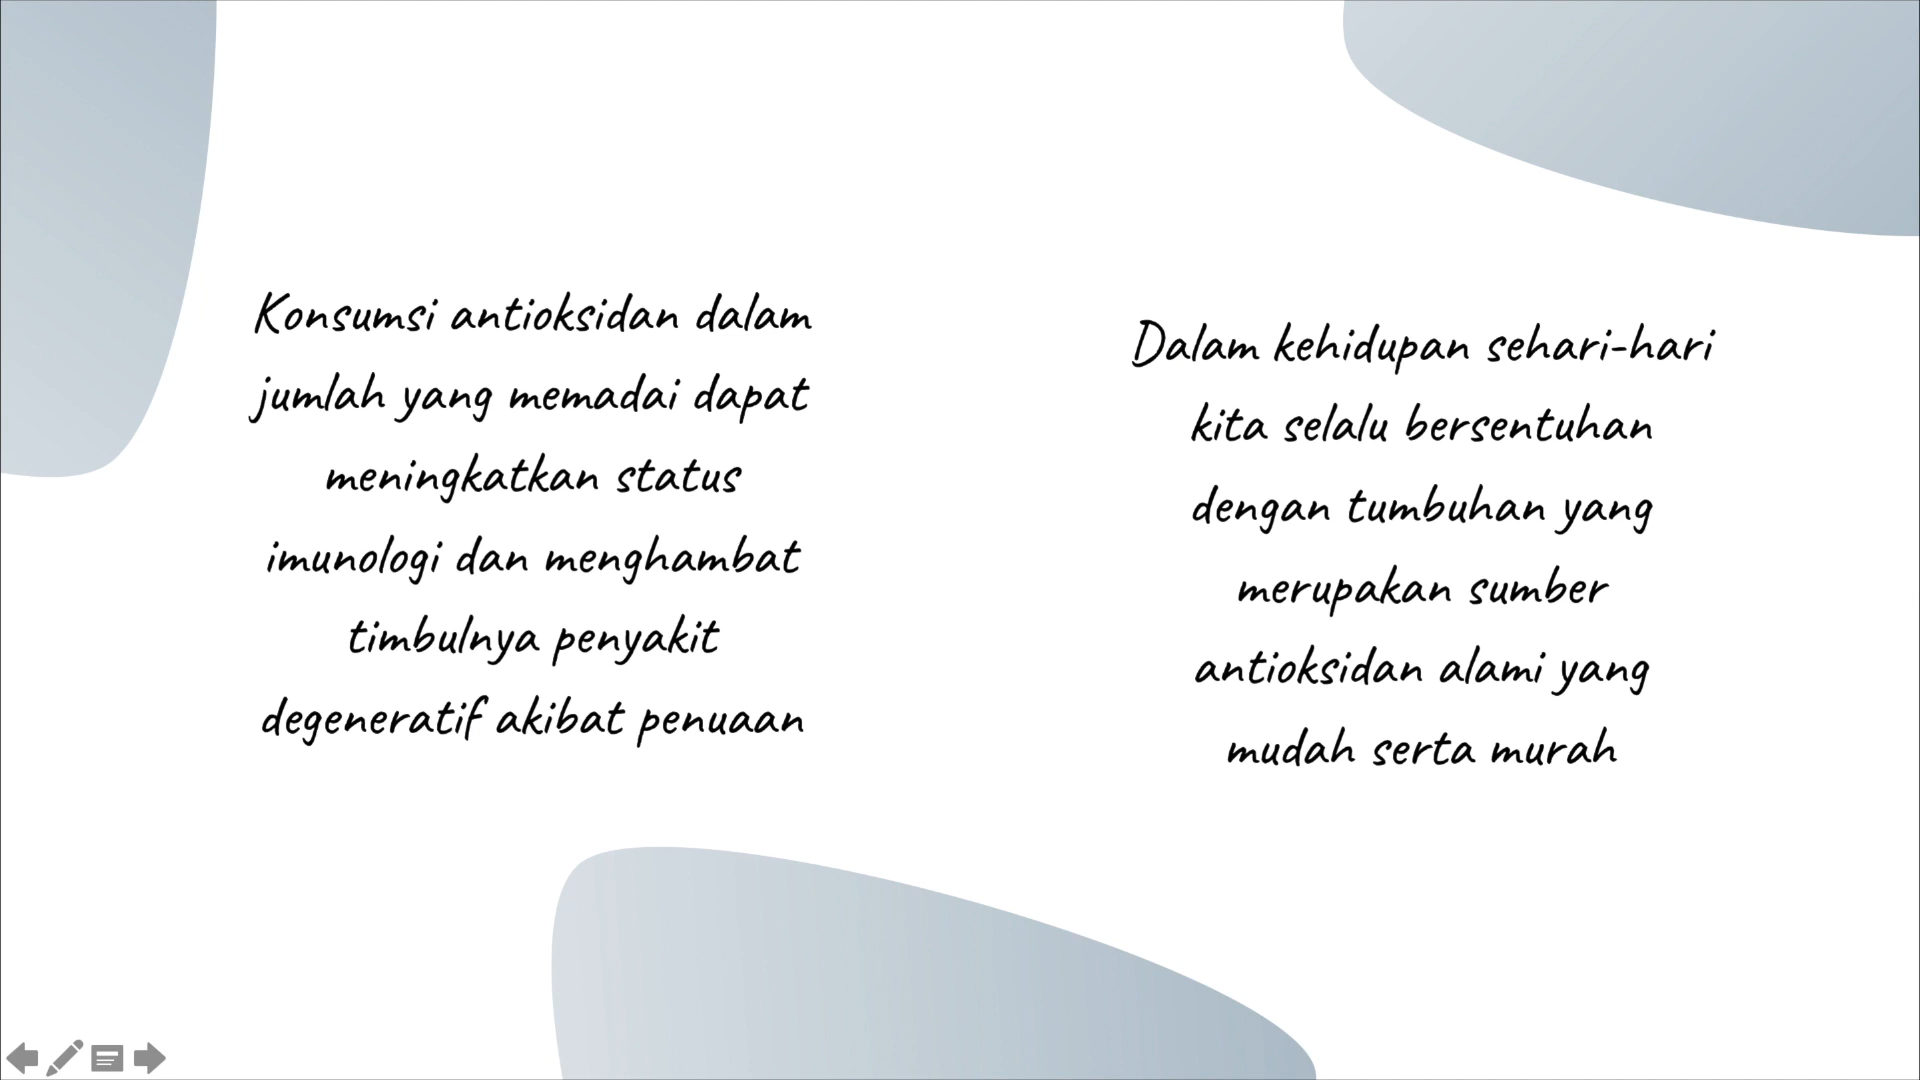 Konsumsi antioksidan dalam
jumlah yang memadai dapat
meningkatkan status
imunologi dan menghambat
timbulnya penyakit
degeneratif akibat penuaan
Dalam kehidupan sehari-hari
kita selalu bersentuhan
dengan tumbuhan yang
merupakan sumber
antioksidan alami yang
mudah serta murah